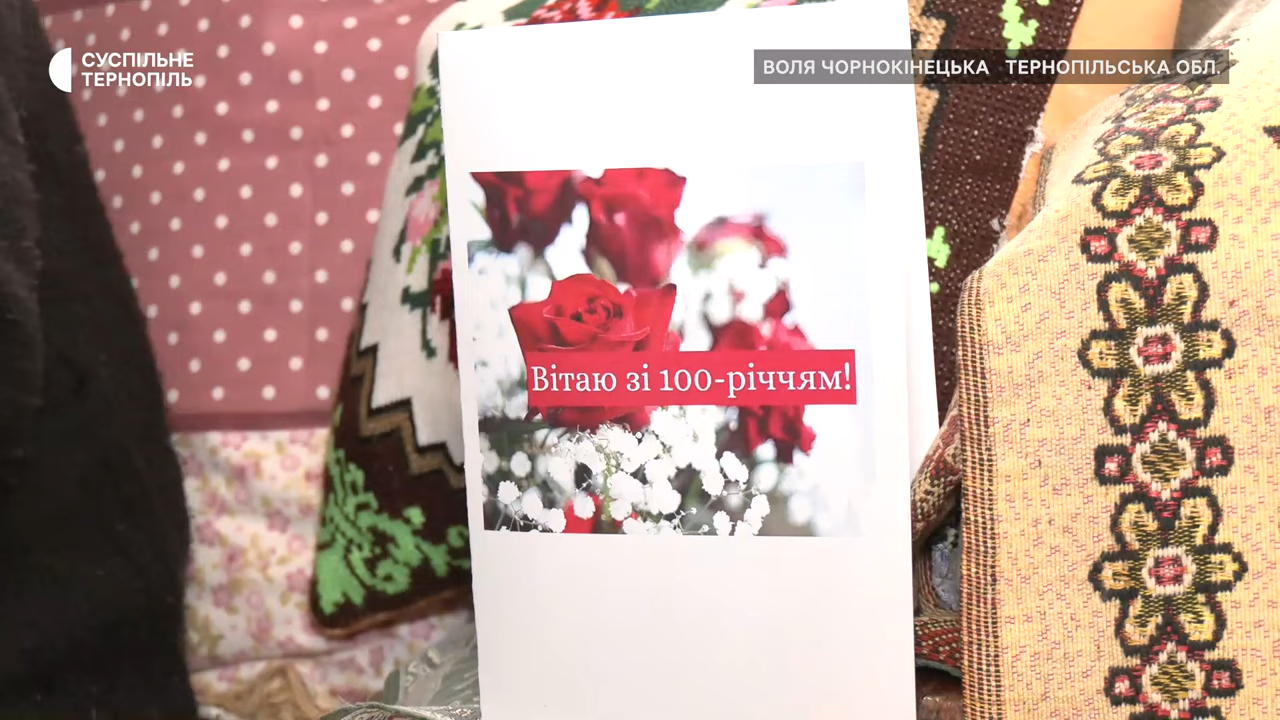 СУСПІЛЬНЕ
ТЕРНОПІЛЬ
ВОЛЯ ЧОРНОКІНЕЦЬКА ТЕРНОПІЛЬСЬКА ОБЛ.
Вітаю зі 100-річчям!